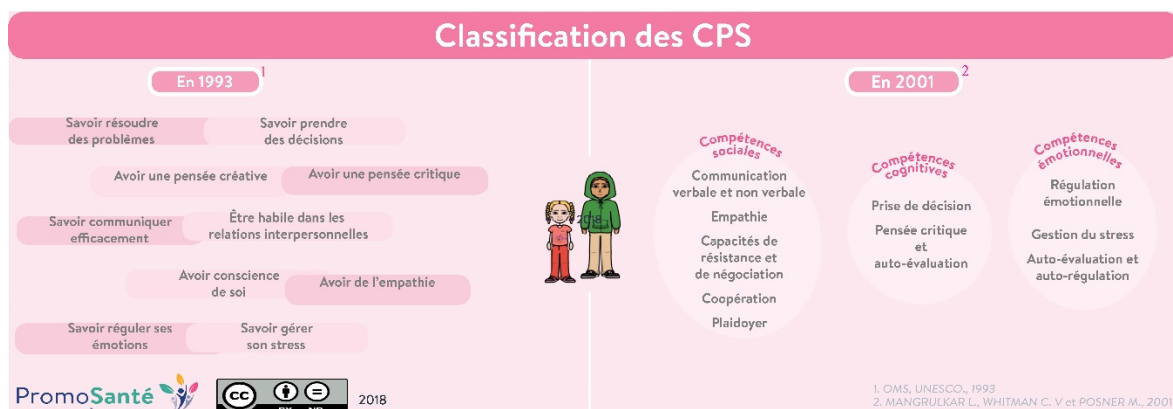 Classification des CPS
En 1993 1
Savoir résoudre
des problèmes
Savoir prendre
des décisions
Avoir une pensée créative
Avoir une pensée critique
Savoir communiquer
efficacement
Être habile dans les
relations interpersonnelles
Avoir conscience
de soi
Avoir de l'empathie
Savoir réguler ses
émotions
Savoir gérer
son stress
2018
En 2001 2
Compétences
sociales
Communication
verbale et non verbale
Empathie
Capacités de
résistance et
de négociation
Coopération
Plaidoyer
Compétences
cognitives
Prise de décision
Pensée critique
et
auto-évaluation
Compétences
émotionnelles
Régulation
émotionnelle
Gestion du stress
Auto-évaluation et
auto-régulation
PromoSanté
cc
2018
1. OMS, UNESCO., 1993
2. MANGRULKAR L., WHITMAN C. V et POSNER M., 2001